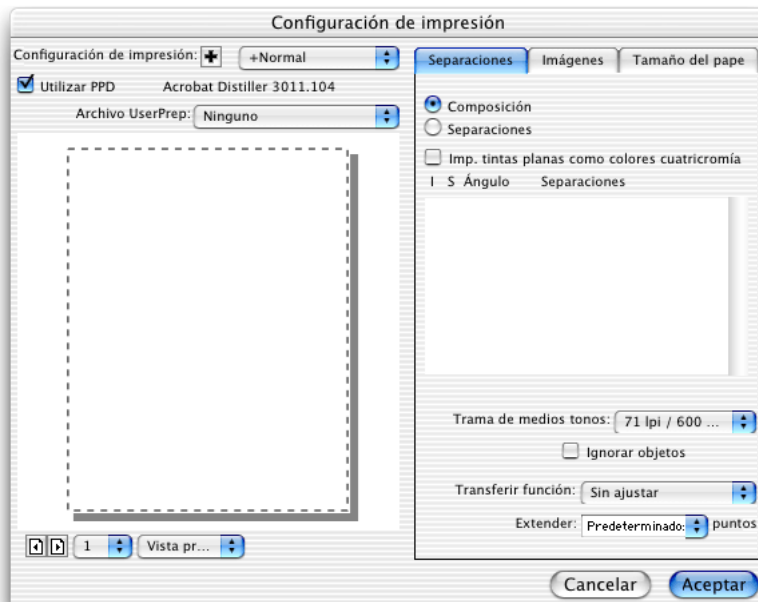 Configuración de impresión
Configuración de impresión: +Normal
Utilizar PPD Acrobat Distiller 3011.104
Archivo UserPrep: Ninguno
1 Vista pr...
Separaciones Imágenes Tamaño del pape
Composición
Separaciones
Imp. tintas planas como colores cuatricromía
I S Ángulo Separaciones
Trama de medios tonos: 71 lpi / 600 ...
Ignorar objetos
Transferir función: Sin ajustar
Extender: Predeterminado: puntos
Cancelar Aceptar